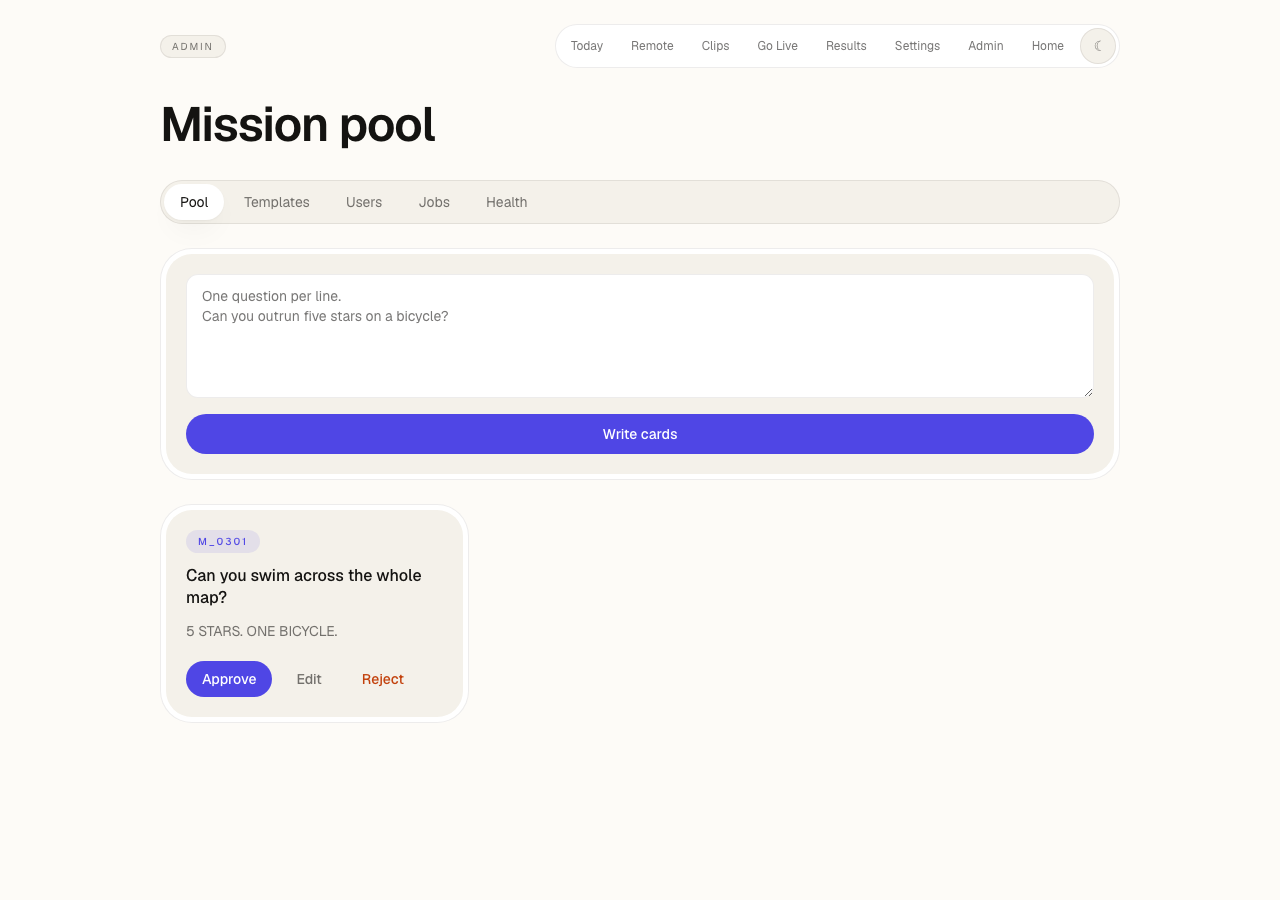 ADMIN
Today Remote Clips Go Live Results Settings Admin Home
Mission pool
Pool Templates Users Jobs Health
One question per line.
Can you outrun five stars on a bicycle?
Write cards
M_0301
Can you swim across the whole
map?
5 STARS. ONE BICYCLE.
Approve Edit Reject